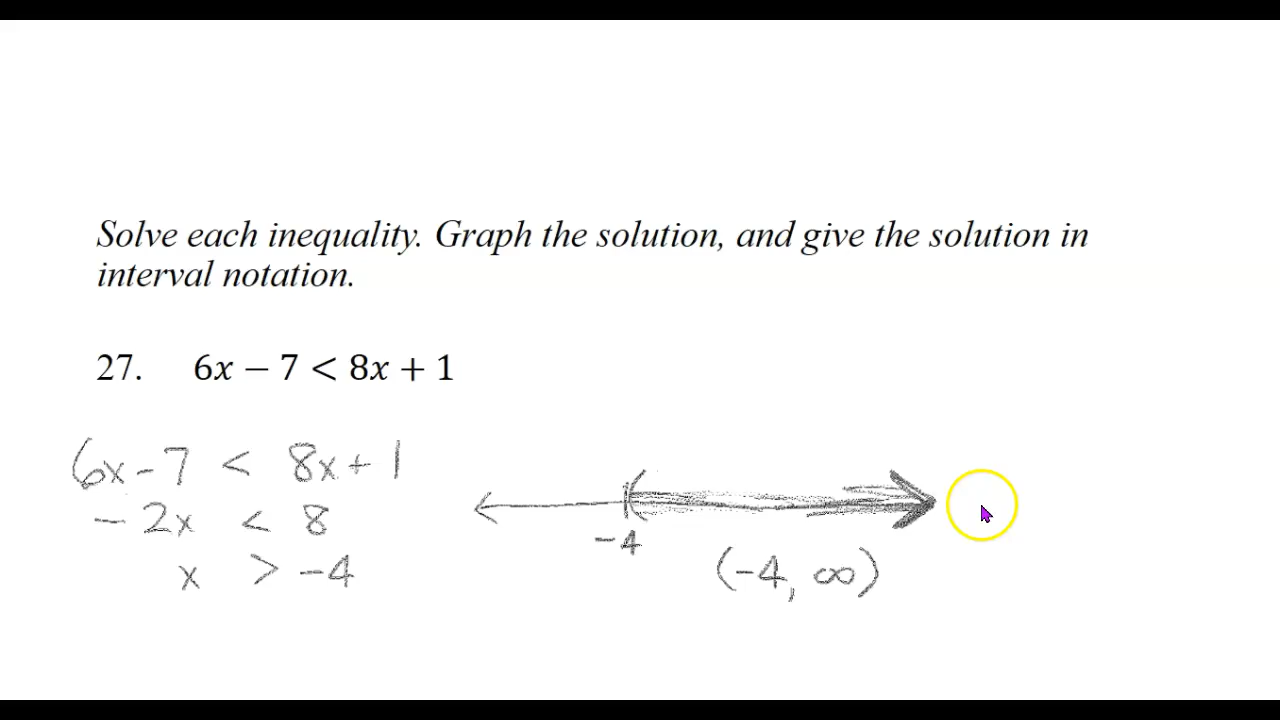 Solve each inequality. Graph the solution, and give the solution in
interval notation.
27. 6x − 7 < 8x + 1
6x - 7 < 8x + 1
- 2x < 8
x > -4
-4
(-4, ∞)